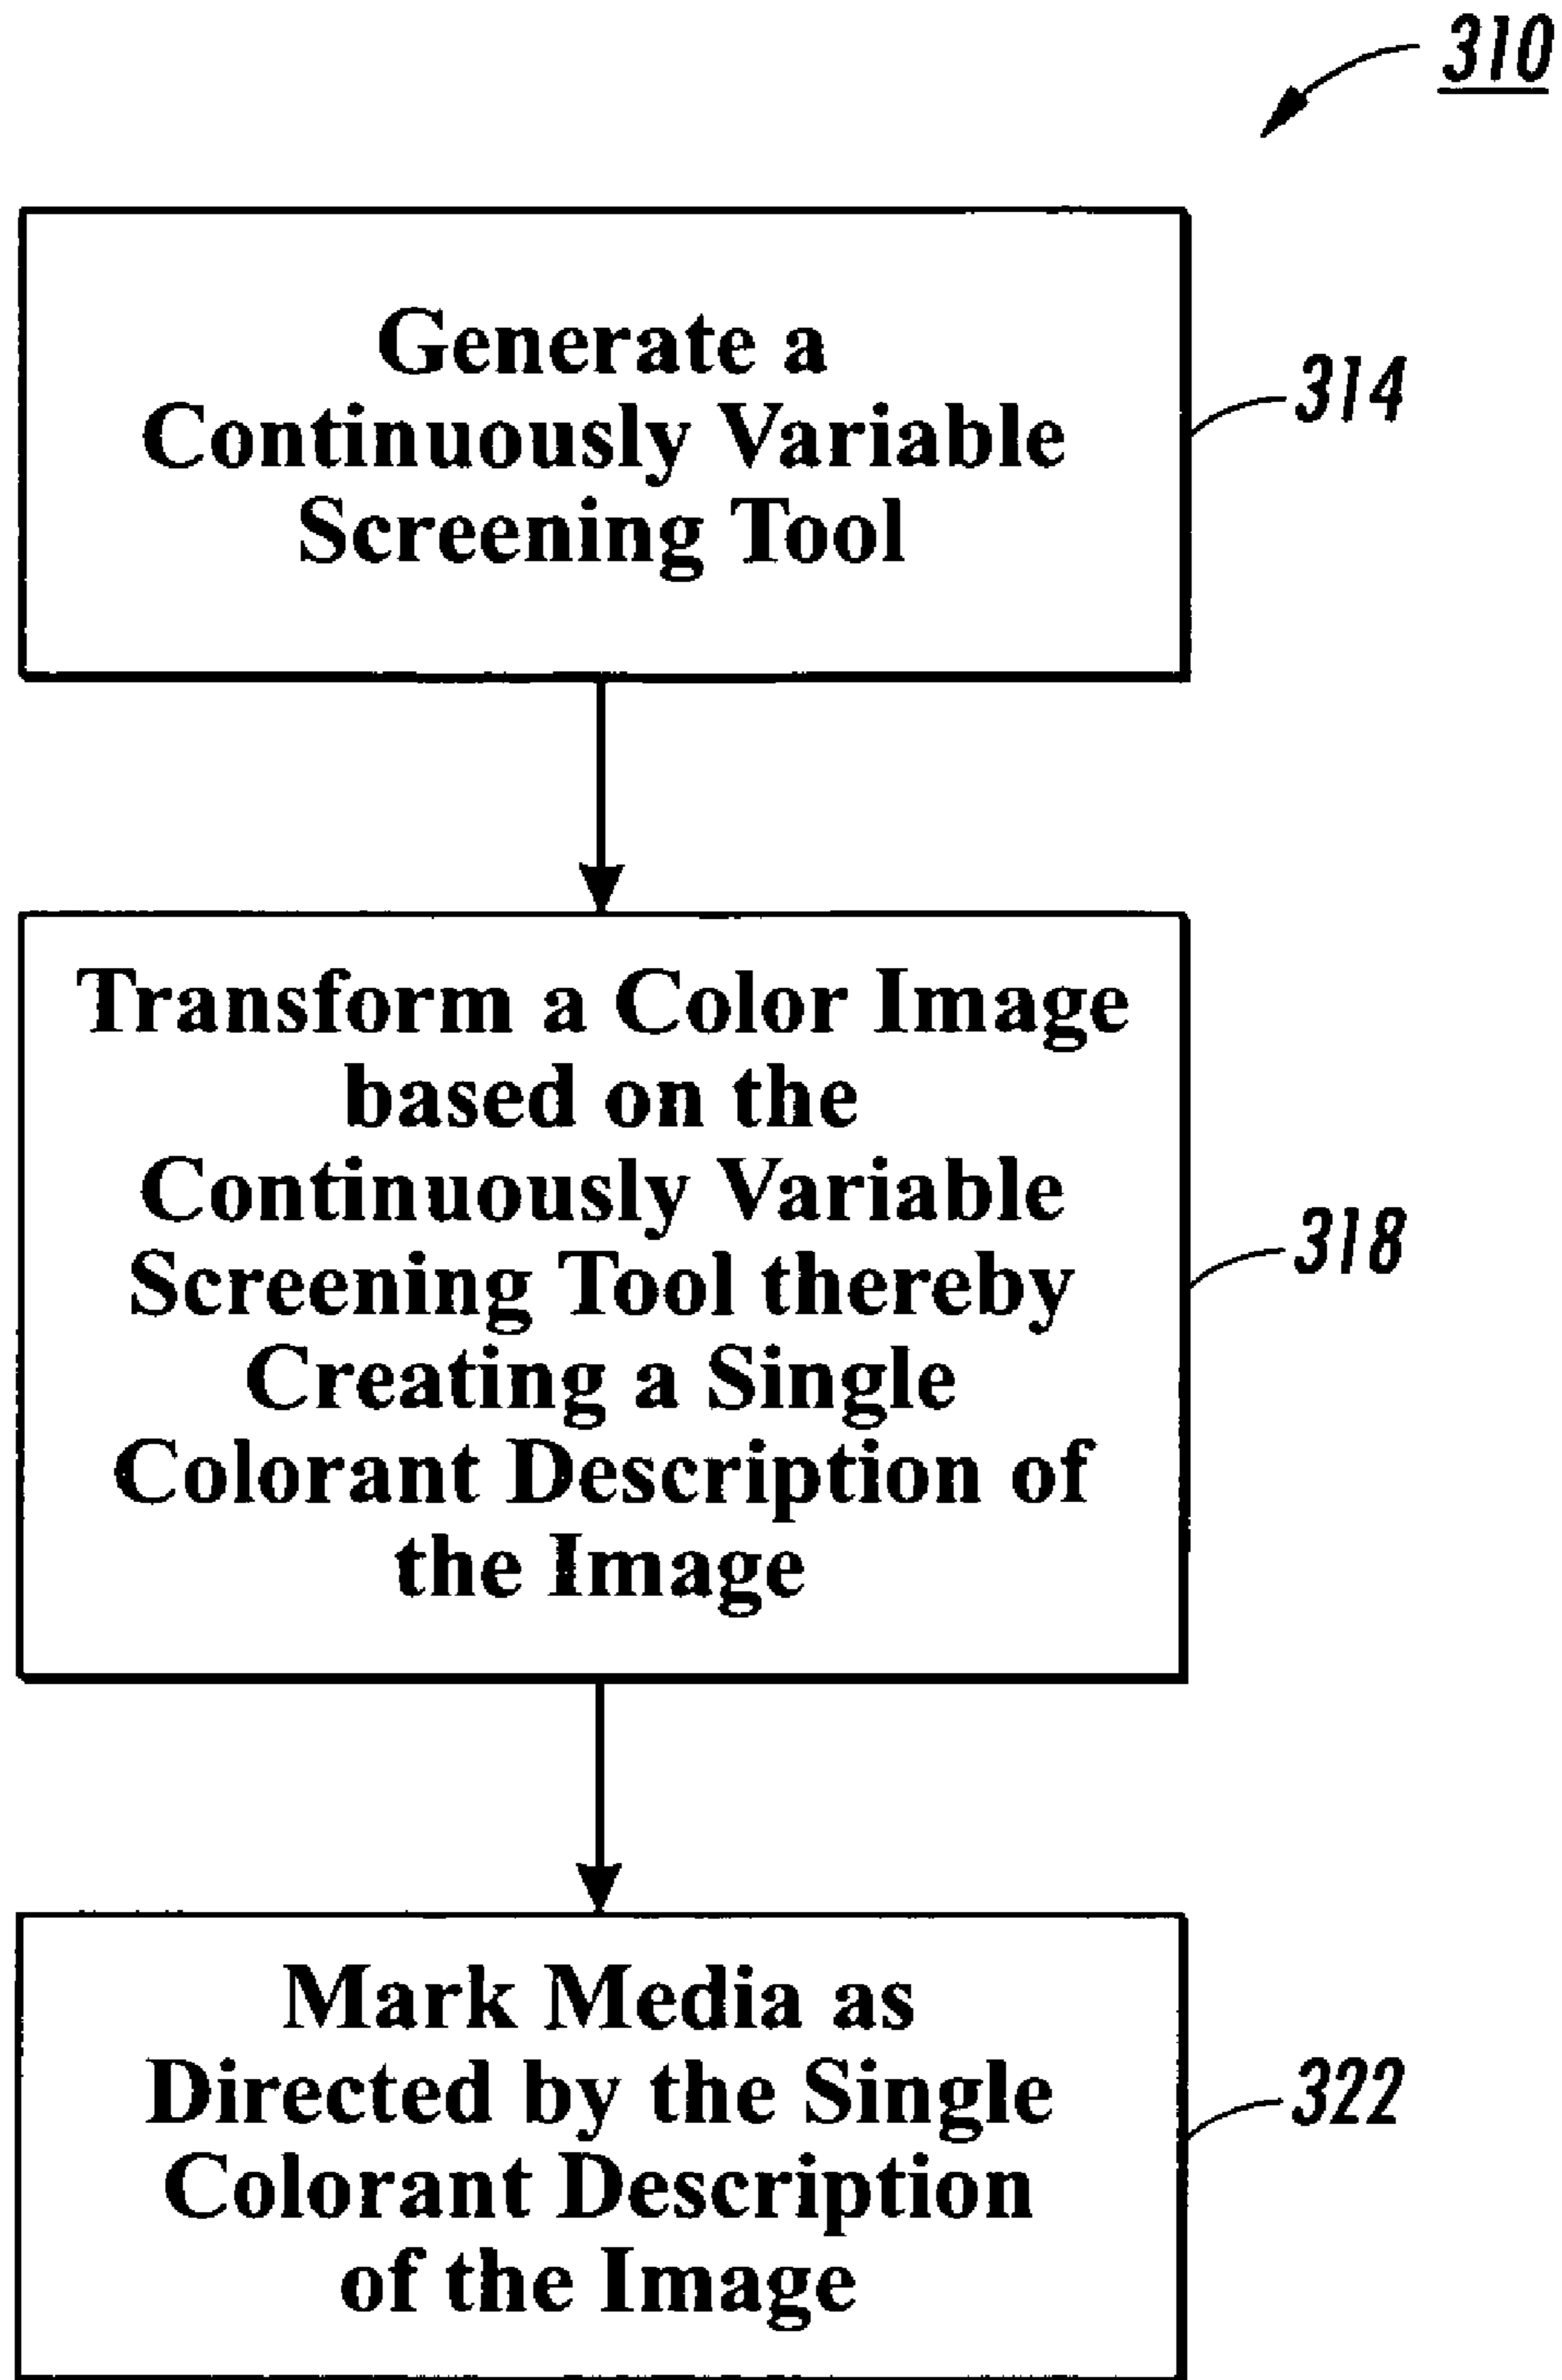 310
Generate a
Continuously Variable
Screening Tool
314
Transform a Color Image
based on the
Continuously Variable
Screening Tool thereby
Creating a Single
Colorant Description of
the Image
318
Mark Media as
Directed by the Single
Colorant Description
of the Image
322